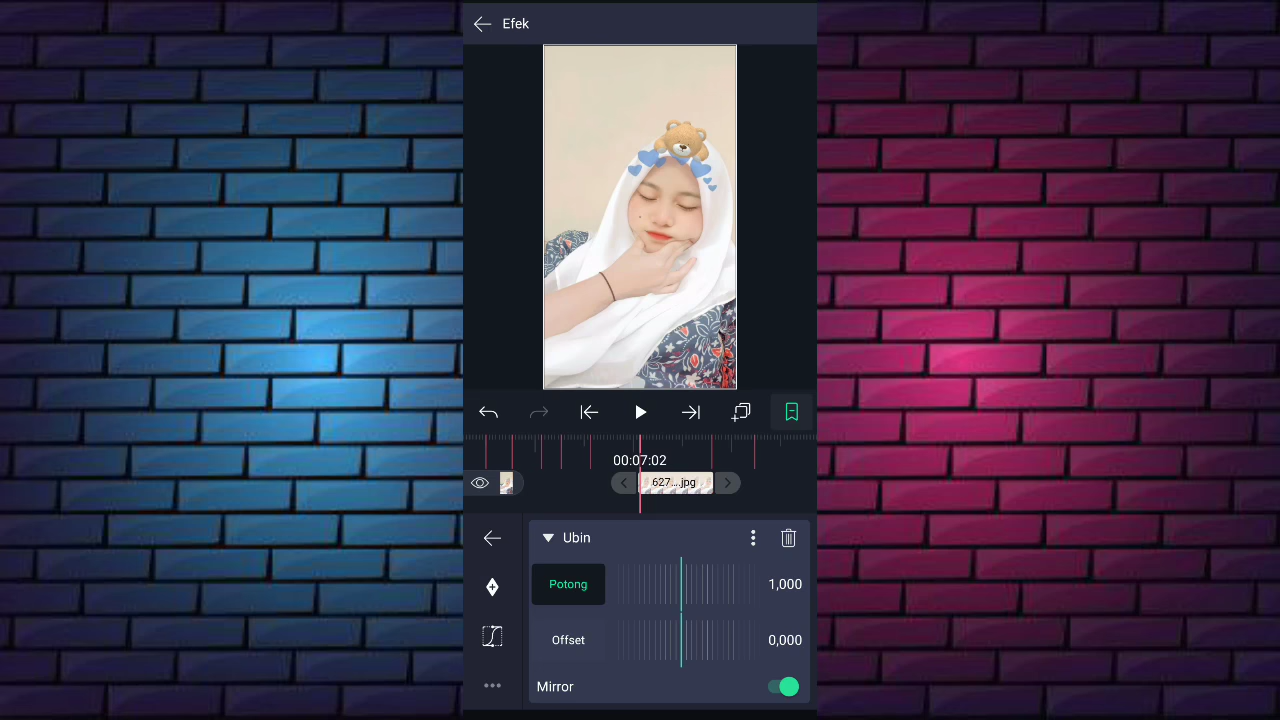 Efek
00:07:02
627...jpg
Ubin
Potong 1,000
Offset 0,000
Mirror